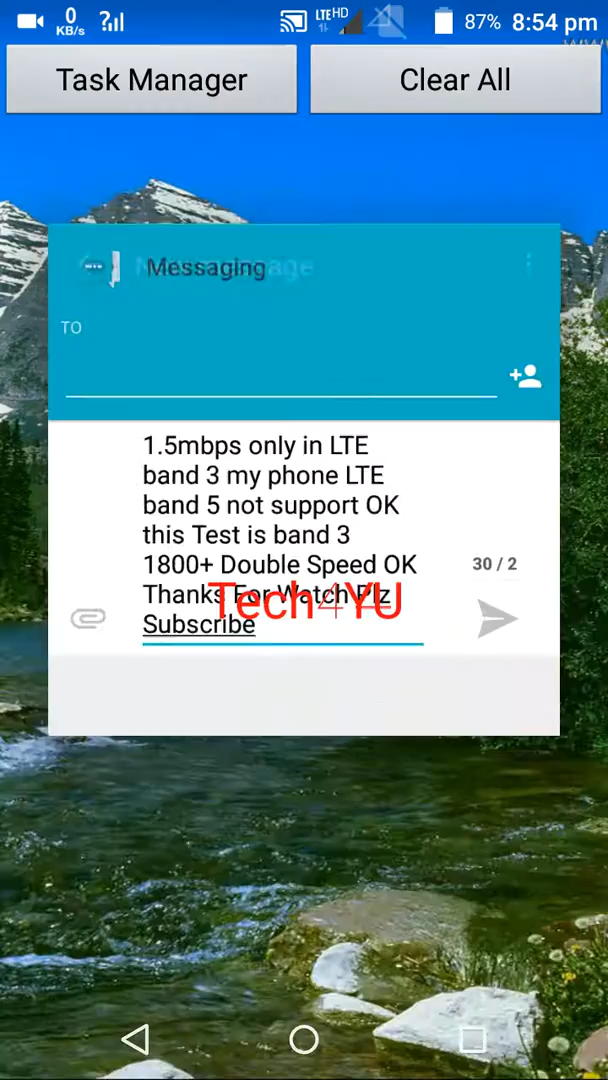 0
KB/s
LTE HD
87%
8:54 pm
Task Manager
Clear All
Messaging
TO
1.5mbps only in LTE
band 3 my phone LTE
band 5 not support OK
this Test is band 3
1800+ Double Speed OK
30 / 2
Thanks For Watch Plz
Tech4YU
Subscribe